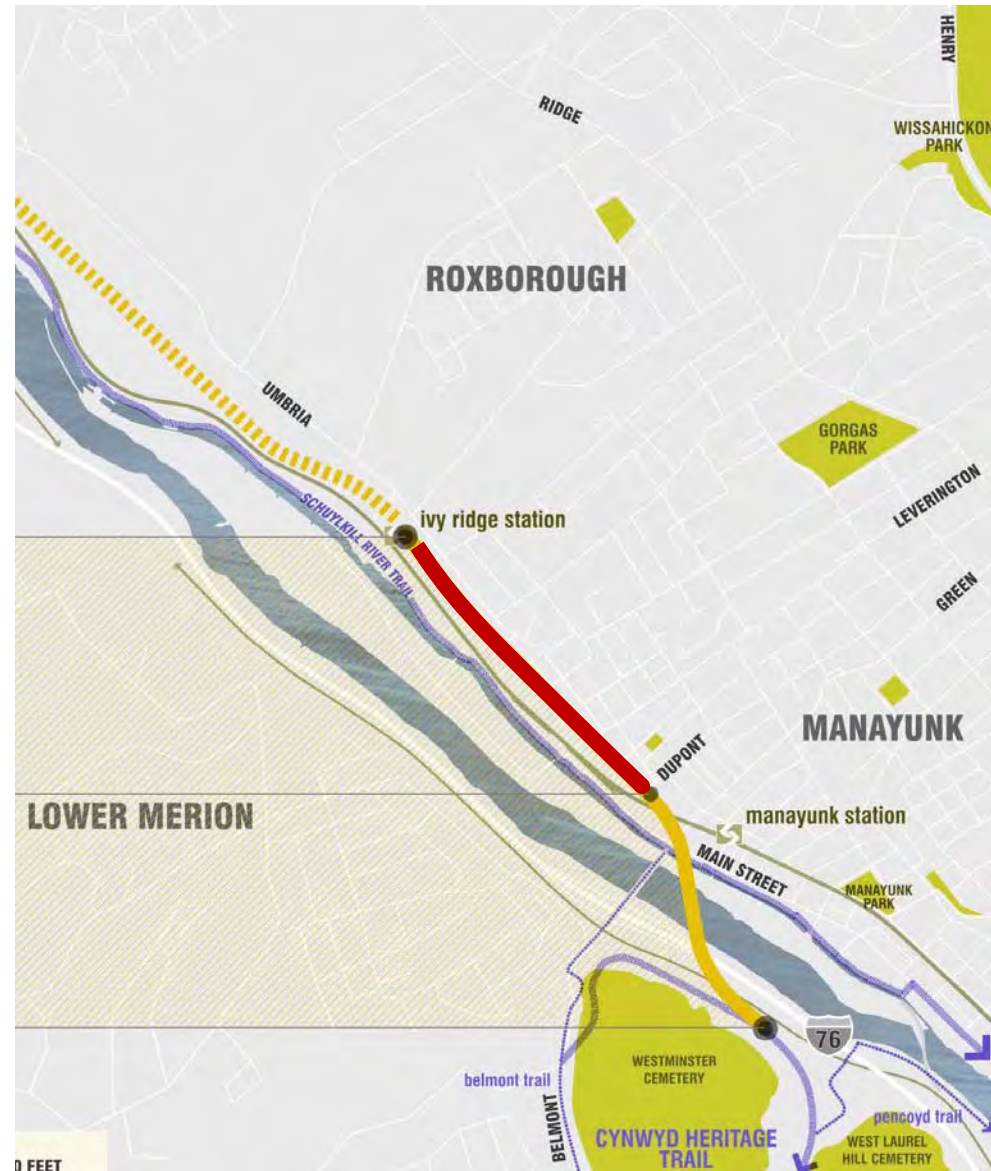 HENRY
RIDGE
WISSAHICKON
PARK
ROXBOROUGH
UMBRIA
GORGAS
PARK
LEVERINGTON
ivy ridge station
SCHUYLKILL RIVER TRAIL
GREEN
MANAYUNK
DUPONT
LOWER MERION
manayunk station
MAIN STREET
MANAYUNK
PARK
76
WESTMINSTER
CEMETERY
belmont trail
BELMONT
pencoyd trail
CYNWYD HERITAGE
TRAIL
WEST LAUREL
HILL CEMETERY
FEET